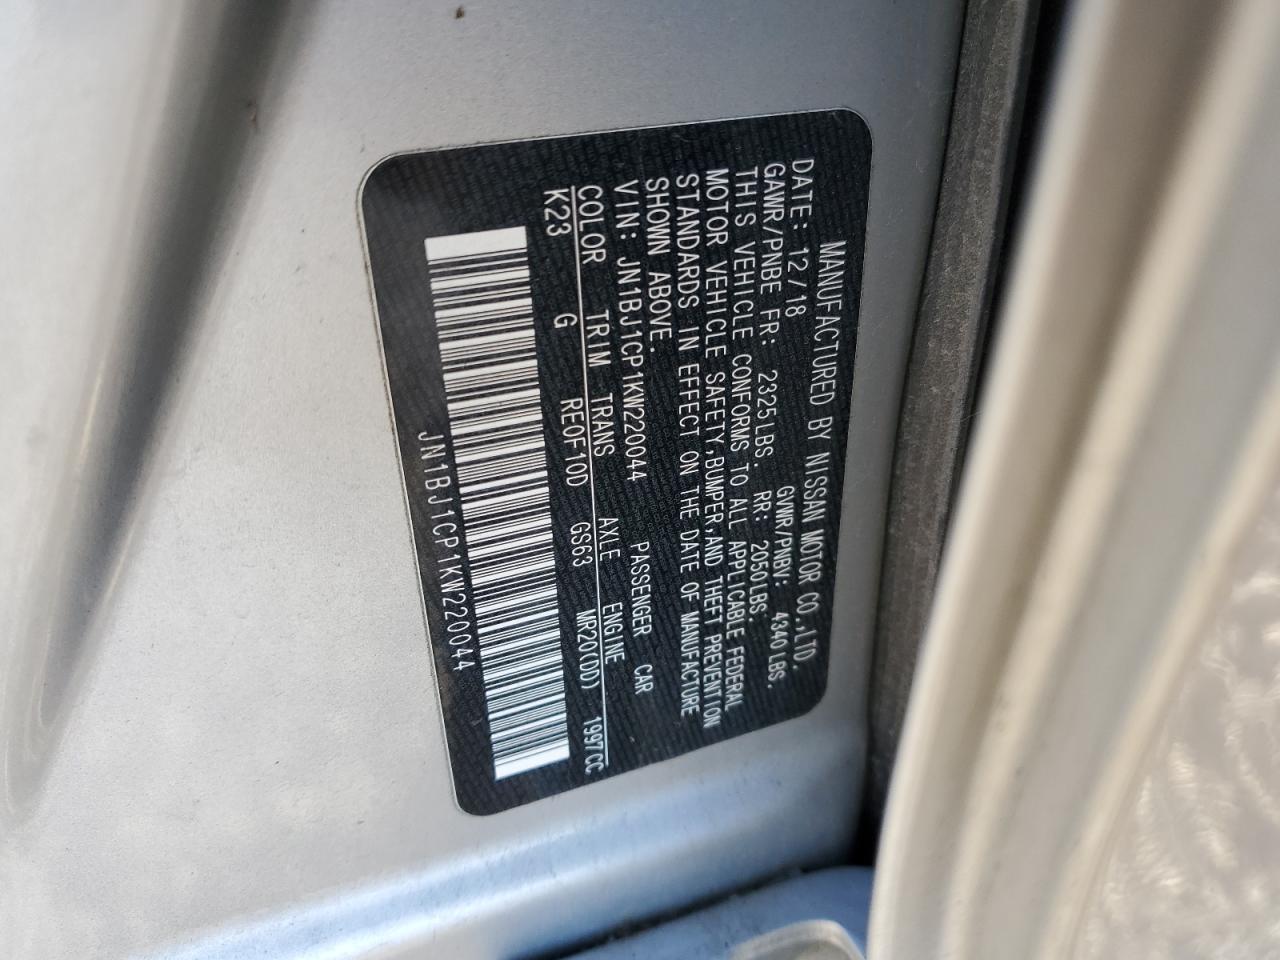 MANUFACTURED BY NISSAN MOTOR CO.,LTD.
DATE: 12/18 GVWR/PNBV: 4340LBS.
GAWR/PNBE FR: 2325LBS. RR: 2050LBS.
THIS VEHICLE CONFORMS TO ALL APPLICABLE FEDERAL
MOTOR VEHICLE SAFETY,BUMPER,AND THEFT PREVENTION
STANDARDS IN EFFECT ON THE DATE OF MANUFACTURE
SHOWN ABOVE.
VIN: JN1BJ1CP1KW220044 PASSENGER CAR
COLOR TRIM TRANS AXLE ENGINE
K23 G RE0F10D GS63 MR20(DD) 1997CC
JN1BJ1CP1KW220044